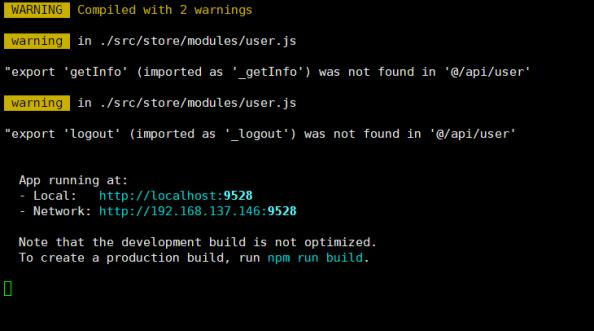 WARNING Compiled with 2 warnings
warning in ./src/store/modules/user.js
"export 'getInfo' (imported as '_getInfo') was not found in '@/api/user'
warning in ./src/store/modules/user.js
"export 'logout' (imported as '_logout') was not found in '@/api/user'
App running at:
- Local: http://localhost:9528
- Network: http://192.168.137.146:9528
Note that the development build is not optimized.
To create a production build, run npm run build.